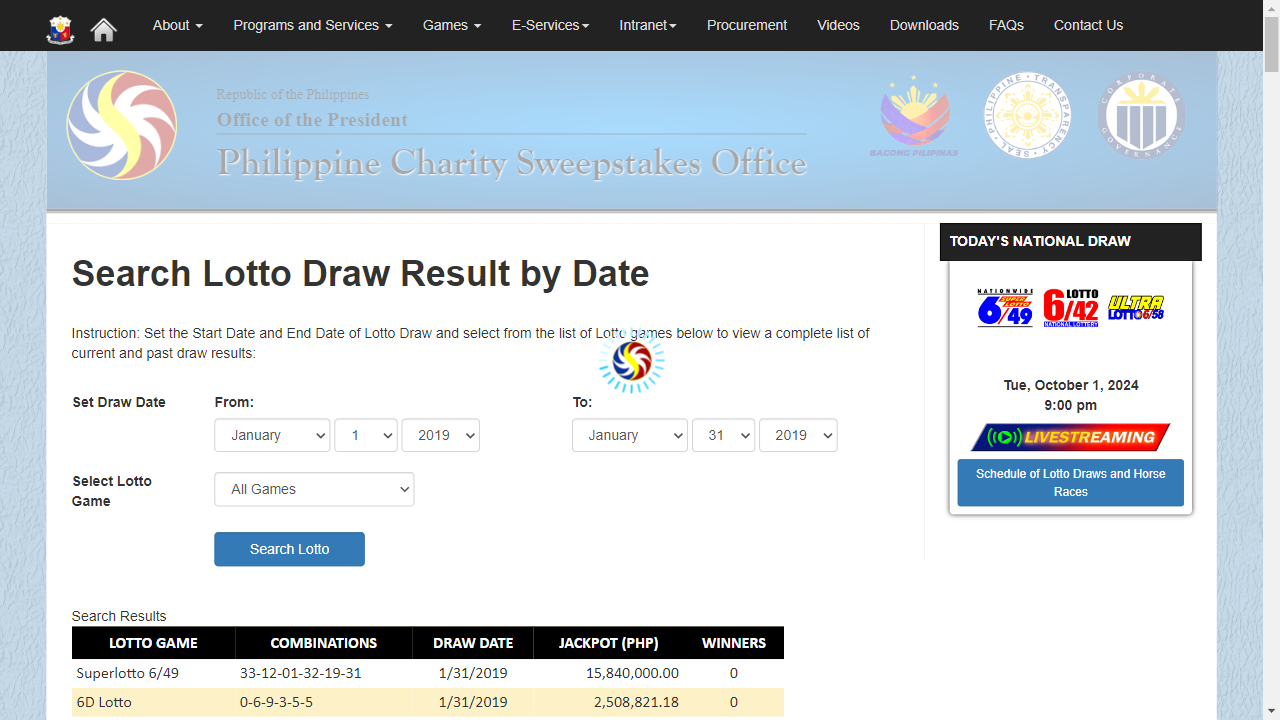 About Programs and Services Games E-Services Intranet Procurement Videos Downloads FAQs Contact Us
Republic of the Philippines
Office of the President
Philippine Charity Sweepstakes Office
BAGONG PILIPINAS
PHILIPPINE TRANSPARENCY SEAL
CORPORATE GOVERNANCE
Search Lotto Draw Result by Date
Instruction: Set the Start Date and End Date of Lotto Draw and select from the list of Lotto games below to view a complete list of
current and past draw results:
Set Draw Date From: To:
January 1 2019 January 31 2019
Select Lotto
Game
All Games
Search Lotto
Search Results
LOTTO GAME COMBINATIONS DRAW DATE JACKPOT (PHP) WINNERS
Superlotto 6/49 33-12-01-32-19-31 1/31/2019 15,840,000.00 0
6D Lotto 0-6-9-3-5-5 1/31/2019 2,508,821.18 0
TODAY'S NATIONAL DRAW
NATIONWIDE
SUPER
LOTTO
6/49
LOTTO
6/42
NATIONAL LOTTERY
ULTRA
LOTTO 6/58
Tue, October 1, 2024
9:00 pm
LIVESTREAMING
Schedule of Lotto Draws and Horse
Races